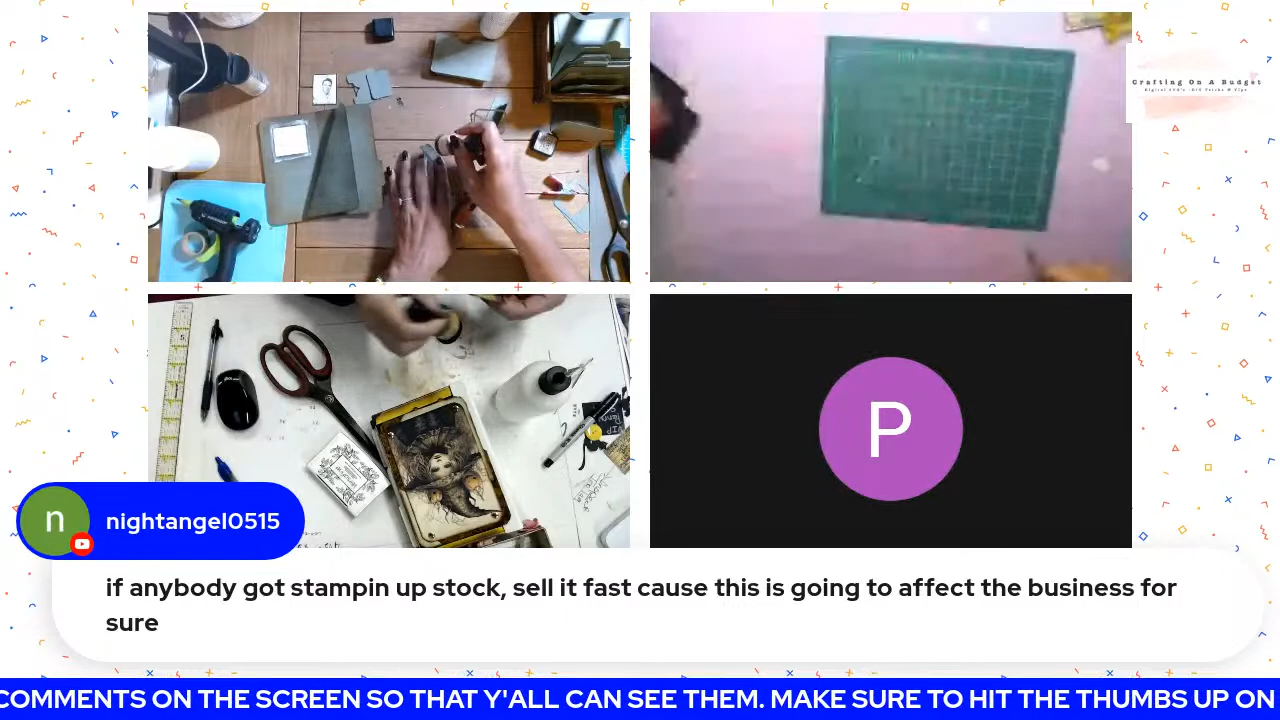 Crafting On A Budget
P
n
nightangel0515
if anybody got stampin up stock, sell it fast cause this is going to affect the business for
sure
COMMENTS ON THE SCREEN SO THAT Y'ALL CAN SEE THEM. MAKE SURE TO HIT THE THUMBS UP ON